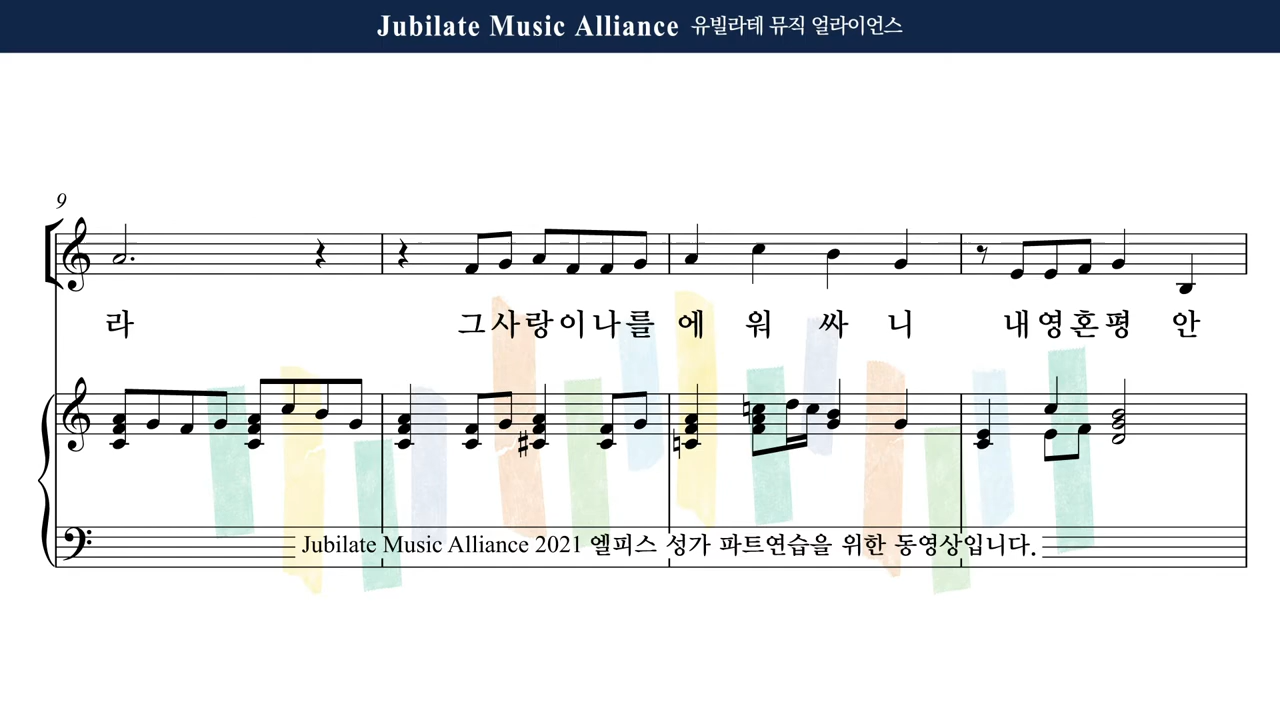 Jubilate Music Alliance 유빌라테 뮤직 얼라이언스
9
라 그 사 랑 이 나 를 에 워 싸 니 내 영 혼 평 안
Jubilate Music Alliance 2021 엘피스 성가 파트연습을 위한 동영상입니다.